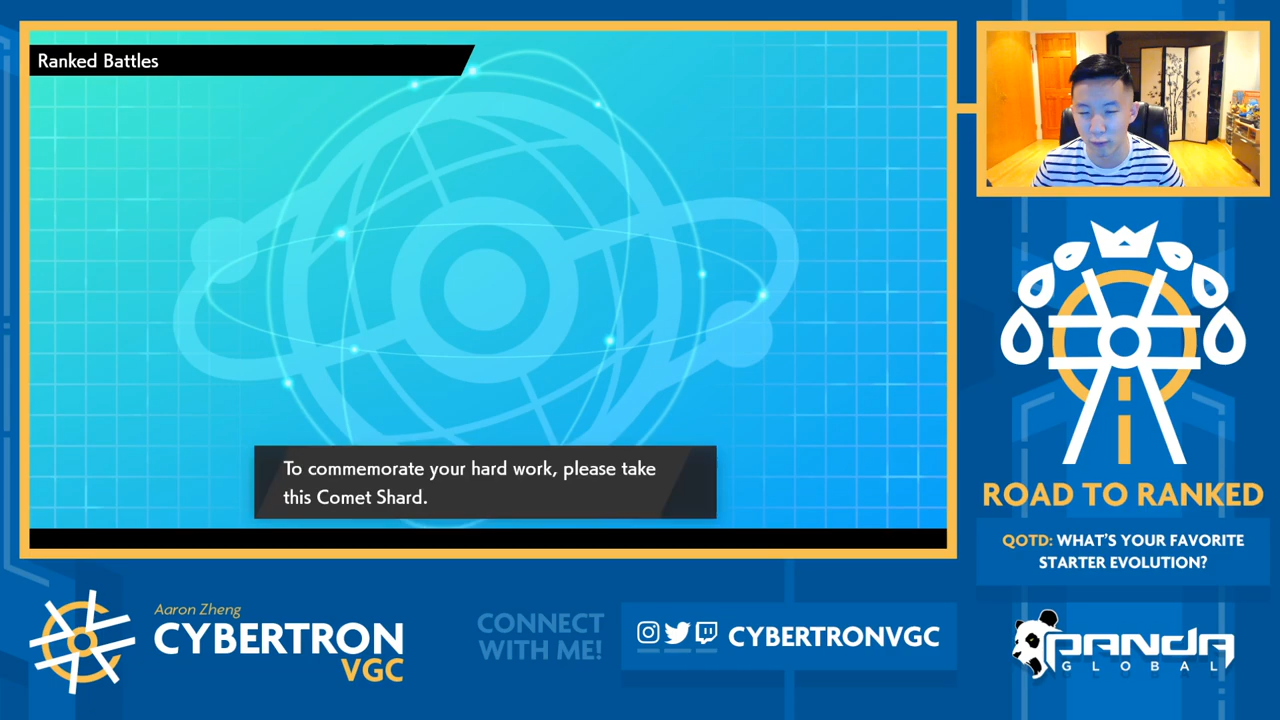 Ranked Battles
To commemorate your hard work, please take
this Comet Shard.
ROAD TO RANKED
QOTD: WHAT'S YOUR FAVORITE
STARTER EVOLUTION?
Aaron Zheng
CYBERTRON
VGC
CONNECT
WITH ME!
CYBERTRONVGC
PANDA
GLOBAL